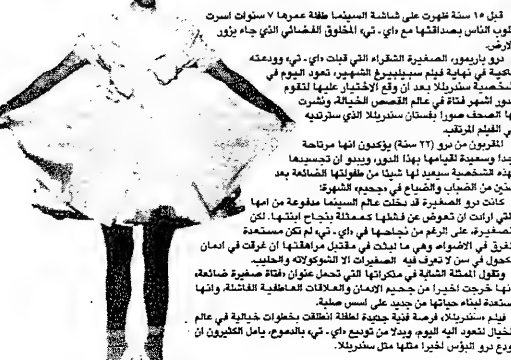 قبل ١٥ سنة ظهرت على شاشة السينما طفلة عمرها ٧ سنوات اسرت
قلوب الناس بصداقتها مع «اي - تي» المخلوق الفضائي الذي جاء يزور
الارض.
درو باريمور، الصغيرة الشقراء التي قبلت «اي - تي» وودعته
باكية في نهاية فيلم سبيلبيرغ الشهير، تعود اليوم في
شخصية سندريللا بعد ان وقع الاختيار عليها لتقوم
بدور اشهر فتاة في عالم القصص الخيالة، ونشرت
لها الصحف صورا بفستان سندريللا الذي سترتديه
في الفيلم المرتقب.
المقربون من درو (٢٢ سنة) يؤكدون انها مرتاحة
جدا وسعيدة لقيامها بهذا الدور، ويبدو ان تجسيدها
لهذه الشخصية سيعيد لها شيئا من طفولتها الضائعة بعد
سنين من الضباب والضياع في «جحيم» الشهرة!
كانت درو الصغيرة قد دخلت عالم السينما مدفوعة من امها
التي ارادت ان تعوض عن فشلها كممثلة بنجاح ابنتها. لكن
الصغيرة، على الرغم من نجاحها في «اي - تي» لم تكن مستعدة
لتغرق في الاضواء، وهي ما لبثت في مقتبل مراهقتها ان غرقت في ادمان
الكحول في سن لا تعرف فيه الصغيرات الا الشوكولاته والحليب.
وتقول الممثلة الشابة في مذكراتها التي تحمل عنوان «فتاة صغيرة ضائعة»
انها خرجت اخيرا من جحيم الادمان والعلاقات العاطفية الفاشلة، وانها
مستعدة لبناء حياتها من جديد على اسس صلبة.
فيلم «سندريللا» فرصة فنية جديدة لطفلة انطلقت بخطوات خيالية في عالم
الخيال لتعود اليه اليوم، وبدلا من توديع «اي - تي» بالدموع، يامل الكثيرون ان
تودع درو البؤس اخيرا مثلها مثل سندريللا.